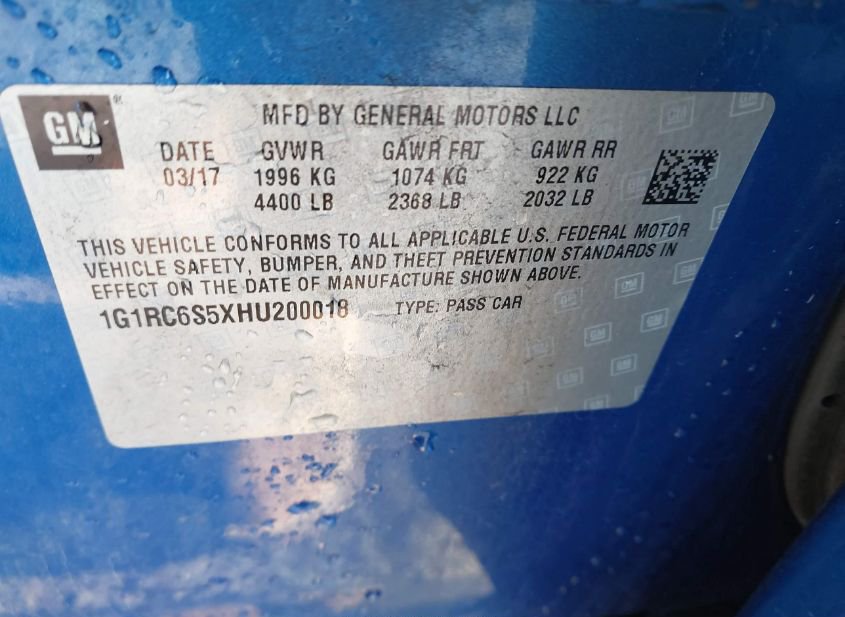 GM
MFD BY GENERAL MOTORS LLC
DATE GVWR GAWR FRT GAWR RR
03/17 1996 KG 1074 KG 922 KG
4400 LB 2368 LB 2032 LB
THIS VEHICLE CONFORMS TO ALL APPLICABLE U.S. FEDERAL MOTOR
VEHICLE SAFETY, BUMPER, AND THEFT PREVENTION STANDARDS IN
EFFECT ON THE DATE OF MANUFACTURE SHOWN ABOVE.
1G1RC6S5XHU200018 TYPE: PASS CAR